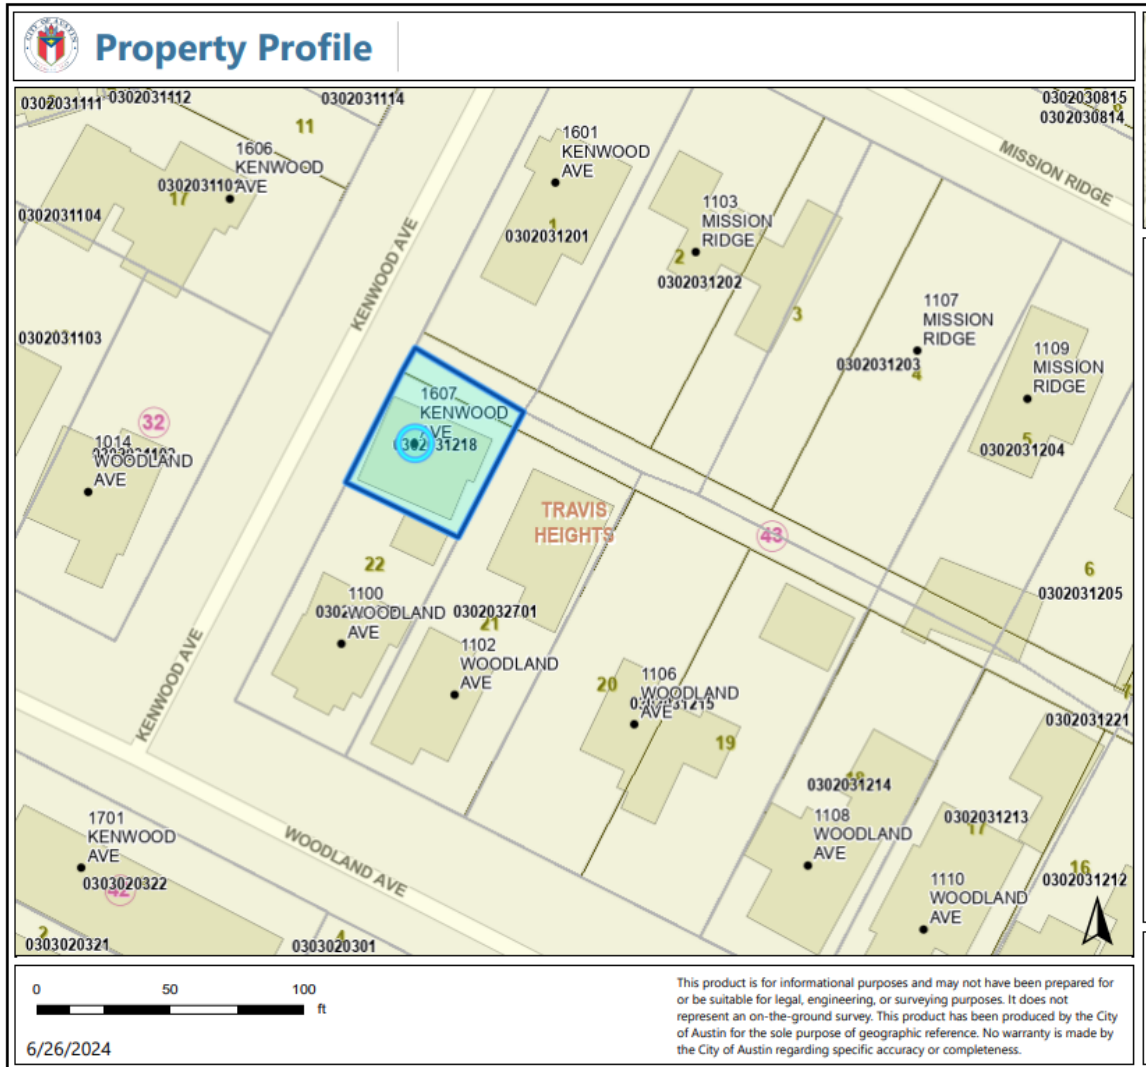 CITY OF AUSTIN
Property Profile
0302031111
0302031112
0302031114
0302030815
0302030814
11
1606
KENWOOD
AVE
17
0302031104
1601
KENWOOD
AVE
1
0302031201
1103
MISSION
RIDGE
2
0302031202
MISSION RIDGE
KENWOOD AVE
3
1107
MISSION
RIDGE
0302031203
4
1109
MISSION
RIDGE
5
0302031204
0302031103
32
1014
WOODLAND
AVE
1607
KENWOOD
AVE
0302031218
TRAVIS
HEIGHTS
43
22
6
0302031205
1100
WOODLAND
AVE
0302032701
21
1102
WOODLAND
AVE
KENWOOD AVE
20
1106
WOODLAND
AVE
0302031215
19
0302031221
18
0302031214
1108
WOODLAND
AVE
0302031213
17
1110
WOODLAND
AVE
16
0302031212
1701
KENWOOD
AVE
0303020322
42
WOODLAND AVE
2
0303020321
4
0303020301
0 50 100
ft
6/26/2024
This product is for informational purposes and may not have been prepared for
or be suitable for legal, engineering, or surveying purposes. It does not
represent an on-the-ground survey. This product has been produced by the City
of Austin for the sole purpose of geographic reference. No warranty is made by
the City of Austin regarding specific accuracy or completeness.